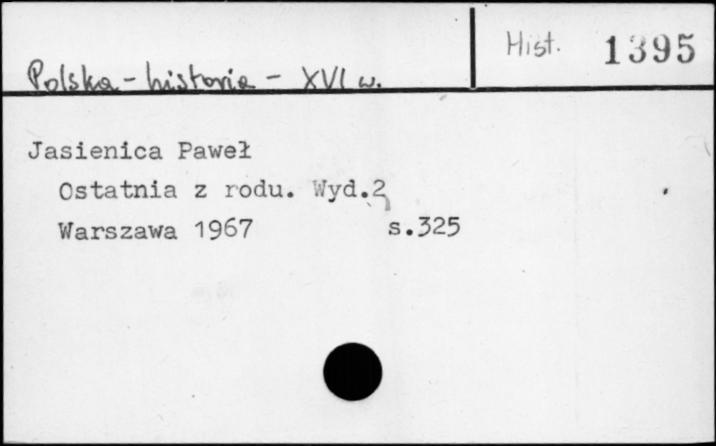 Hist. 1395
Polska - historia - XVI w.
Jasienica Paweł
Ostatnia z rodu. Wyd.2
Warszawa 1967 s.325